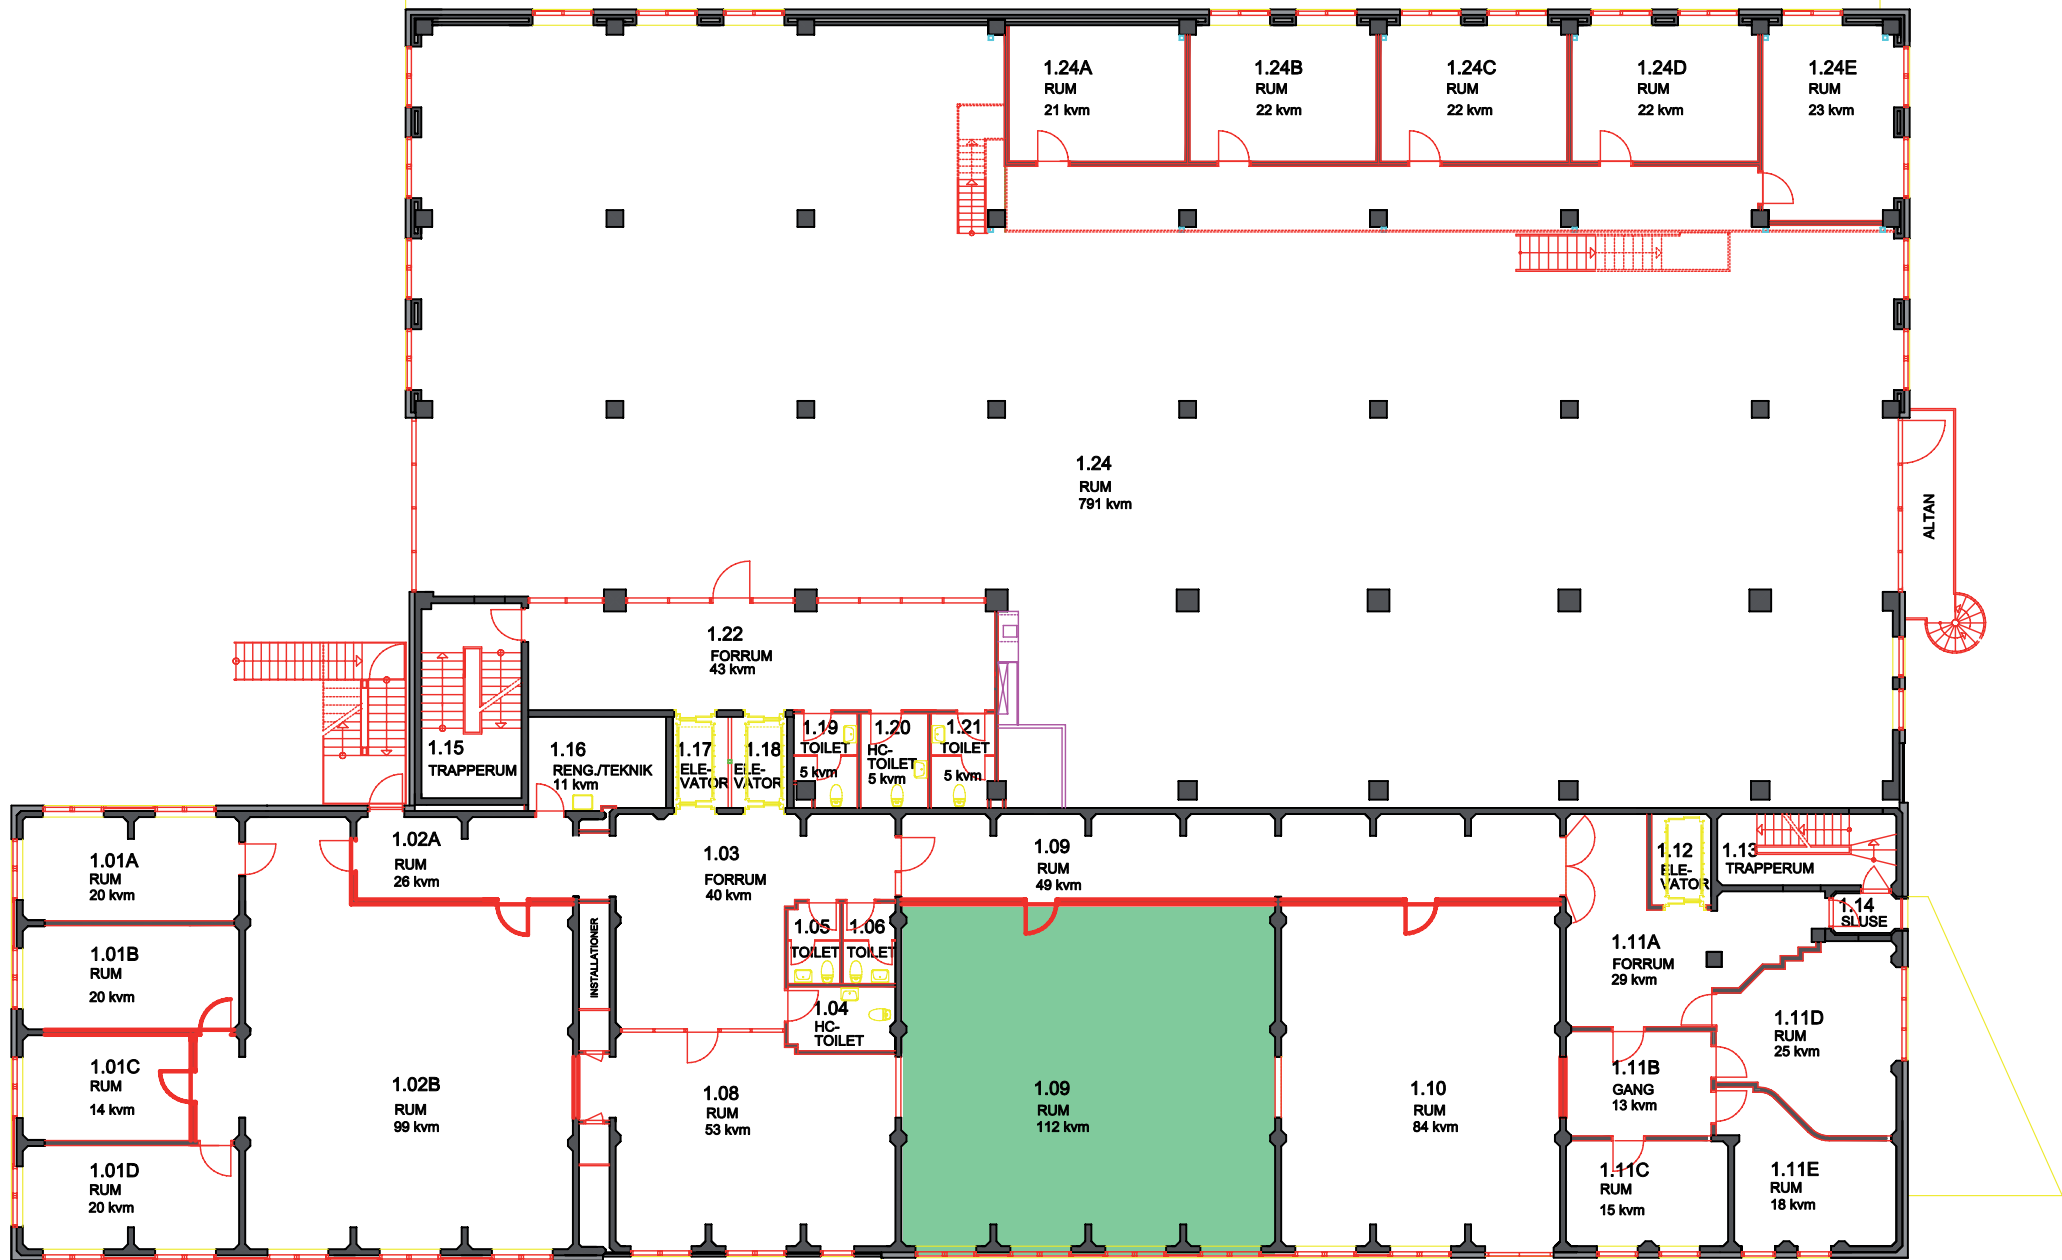 1.24A
RUM
21 kvm
1.24B
RUM
22 kvm
1.24C
RUM
22 kvm
1.24D
RUM
22 kvm
1.24E
RUM
23 kvm
1.24
RUM
791 kvm
ALTAN
1.22
FORRUM
43 kvm
1.15
TRAPPERUM
1.16
RENG./TEKNIK
11 kvm
1.17
ELE-
VATOR
1.18
ELE-
VATOR
1.19
TOILET
5 kvm
1.20
HC-
TOILET
5 kvm
1.21
TOILET
5 kvm
1.01A
RUM
20 kvm
1.02A
RUM
26 kvm
1.03
FORRUM
40 kvm
1.09
RUM
49 kvm
1.12
ELE-
VATOR
1.13
TRAPPERUM
1.14
SLUSE
1.01B
RUM
20 kvm
INSTALLATIONER
1.05
TOILET
1.06
TOILET
1.04
HC-
TOILET
1.11A
FORRUM
29 kvm
1.11D
RUM
25 kvm
1.01C
RUM
14 kvm
1.02B
RUM
99 kvm
1.08
RUM
53 kvm
1.09
RUM
112 kvm
1.10
RUM
84 kvm
1.11B
GANG
13 kvm
1.01D
RUM
20 kvm
1.11C
RUM
15 kvm
1.11E
RUM
18 kvm